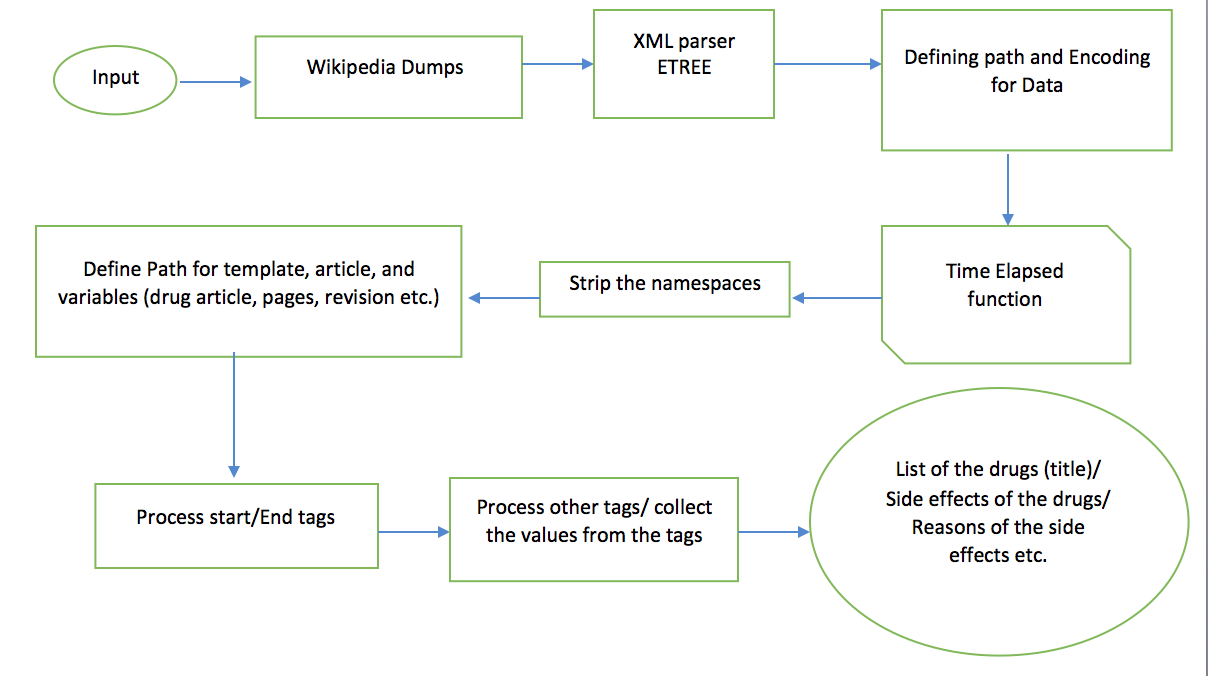 Input
Wikipedia Dumps
XML parser
ETREE
Defining path and Encoding
for Data
Time Elapsed
function
Strip the namespaces
Define Path for template, article, and
variables (drug article, pages, revision etc.)
Process start/End tags
Process other tags/ collect
the values from the tags
List of the drugs (title)/
Side effects of the drugs/
Reasons of the side
effects etc.